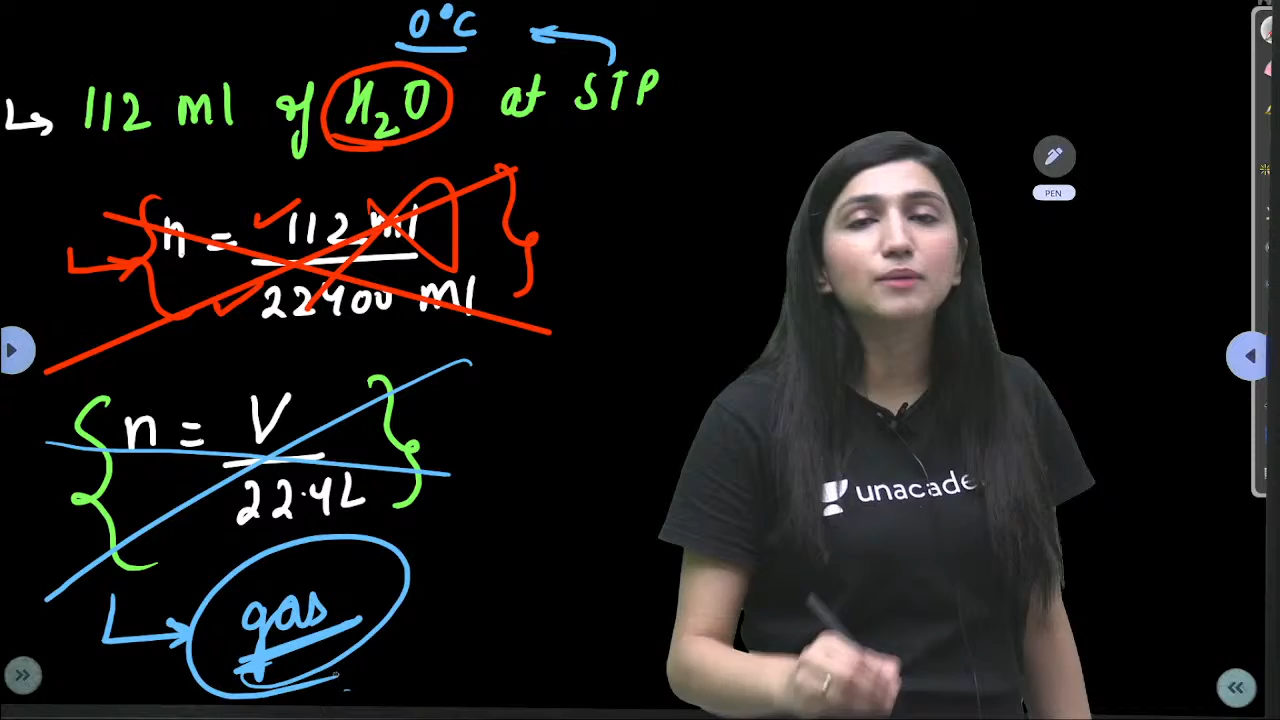 0°C
112 ml of H₂O at STP
n = 112 ml
22400 ml
n = V
22.4L
gas
PEN
unacade